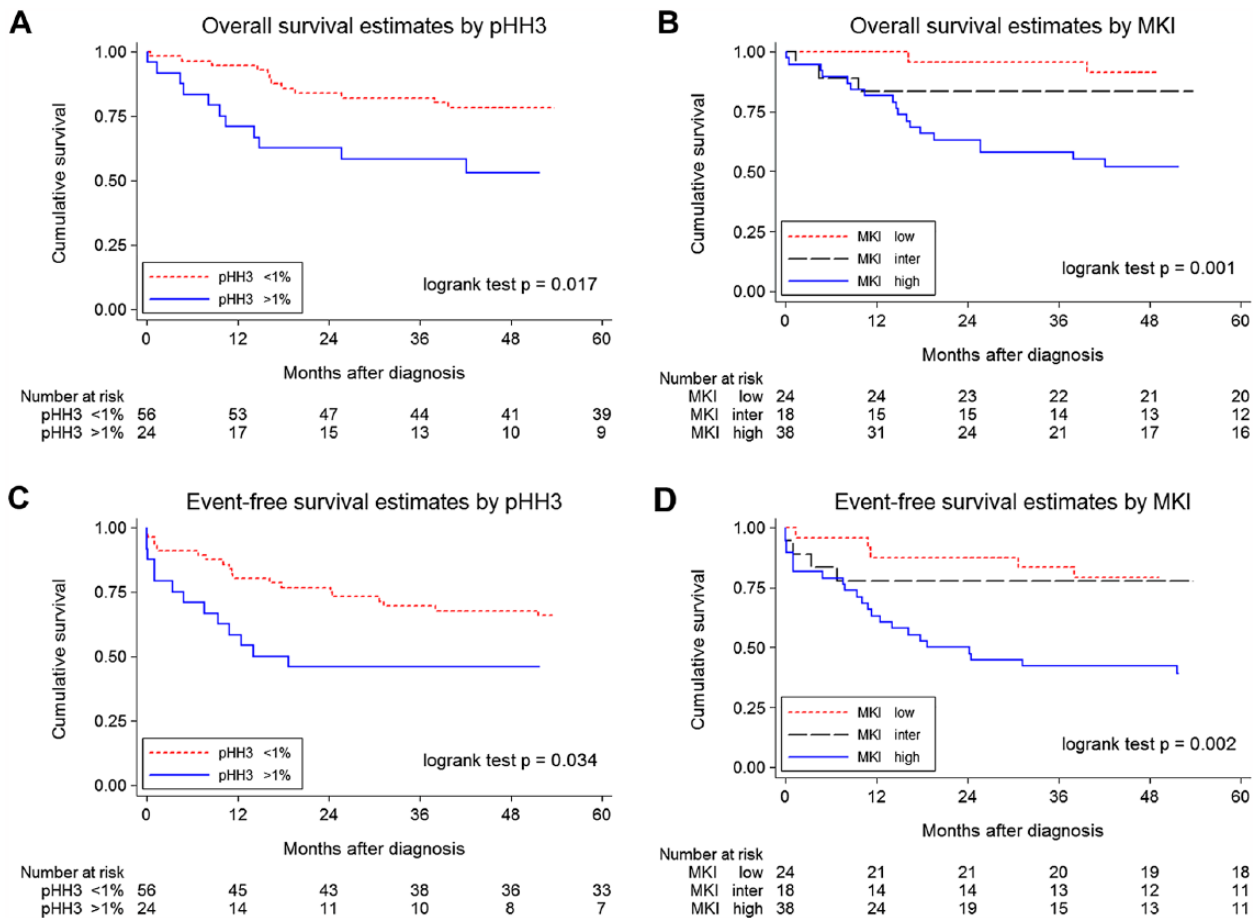 A
Overall survival estimates by pHH3
Cumulative survival
1.00
0.75
0.50
0.25
0.00
pHH3 <1%
pHH3 >1%
logrank test p = 0.017
0 12 24 36 48 60
Months after diagnosis
Number at risk
pHH3 <1% 56 53 47 44 41 39
pHH3 >1% 24 17 15 13 10 9
B
Overall survival estimates by MKI
Cumulative survival
1.00
0.75
0.50
0.25
0.00
MKI low
MKI inter
MKI high
logrank test p = 0.001
0 12 24 36 48 60
Months after diagnosis
Number at risk
MKI low 24 24 23 22 21 20
MKI inter 18 15 15 14 13 12
MKI high 38 31 24 21 17 16
C
Event-free survival estimates by pHH3
Cumulative survival
1.00
0.75
0.50
0.25
0.00
pHH3 <1%
pHH3 >1%
logrank test p = 0.034
0 12 24 36 48 60
Months after diagnosis
Number at risk
pHH3 <1% 56 45 43 38 36 33
pHH3 >1% 24 14 11 10 8 7
D
Event-free survival estimates by MKI
Cumulative survival
1.00
0.75
0.50
0.25
0.00
MKI low
MKI inter
MKI high
logrank test p = 0.002
0 12 24 36 48 60
Months after diagnosis
Number at risk
MKI low 24 21 21 20 19 18
MKI inter 18 14 14 13 12 11
MKI high 38 24 19 15 13 11